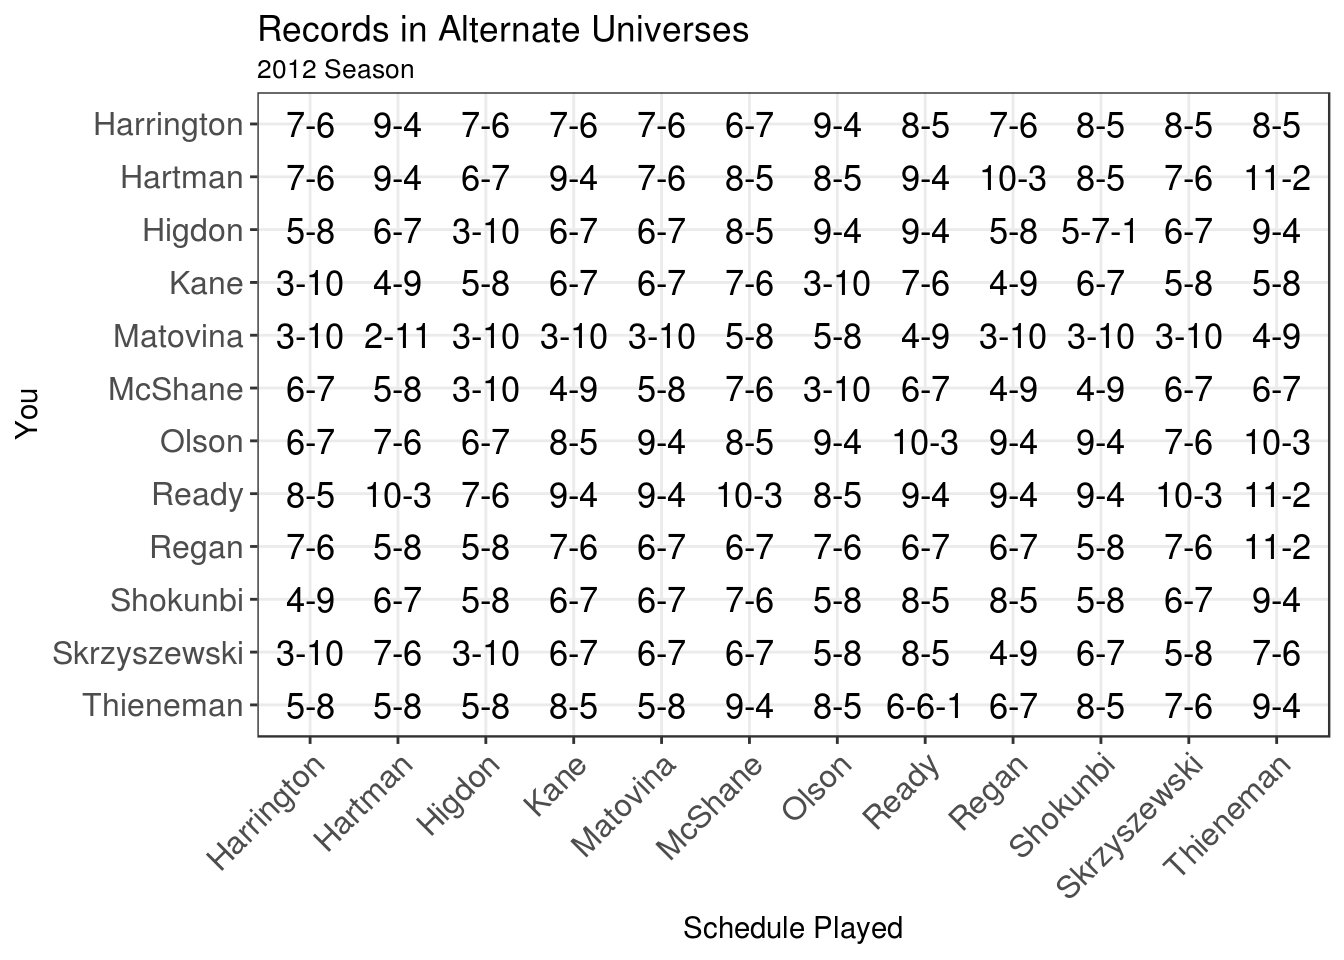 Records in Alternate Universes
2012 Season
Harrington 7-6 9-4 7-6 7-6 7-6 6-7 9-4 8-5 7-6 8-5 8-5 8-5
Hartman 7-6 9-4 6-7 9-4 7-6 8-5 8-5 9-4 10-3 8-5 7-6 11-2
Higdon 5-8 6-7 3-10 6-7 6-7 8-5 9-4 9-4 5-8 5-7-1 6-7 9-4
Kane 3-10 4-9 5-8 6-7 6-7 7-6 3-10 7-6 4-9 6-7 5-8 5-8
Matovina 3-10 2-11 3-10 3-10 3-10 5-8 5-8 4-9 3-10 3-10 3-10 4-9
McShane 6-7 5-8 3-10 4-9 5-8 7-6 3-10 6-7 4-9 4-9 6-7 6-7
Olson 6-7 7-6 6-7 8-5 9-4 8-5 9-4 10-3 9-4 9-4 7-6 10-3
Ready 8-5 10-3 7-6 9-4 9-4 10-3 8-5 9-4 9-4 9-4 10-3 11-2
Regan 7-6 5-8 5-8 7-6 6-7 6-7 7-6 6-7 6-7 5-8 7-6 11-2
Shokunbi 4-9 6-7 5-8 6-7 6-7 7-6 5-8 8-5 8-5 5-8 6-7 9-4
Skrzyszewski 3-10 7-6 3-10 6-7 6-7 6-7 5-8 8-5 4-9 6-7 5-8 7-6
Thieneman 5-8 5-8 5-8 8-5 5-8 9-4 8-5 6-6-1 6-7 8-5 7-6 9-4
You
Harrington Hartman Higdon Kane Matovina McShane Olson Ready Regan Shokunbi Skrzyszewski Thieneman
Schedule Played